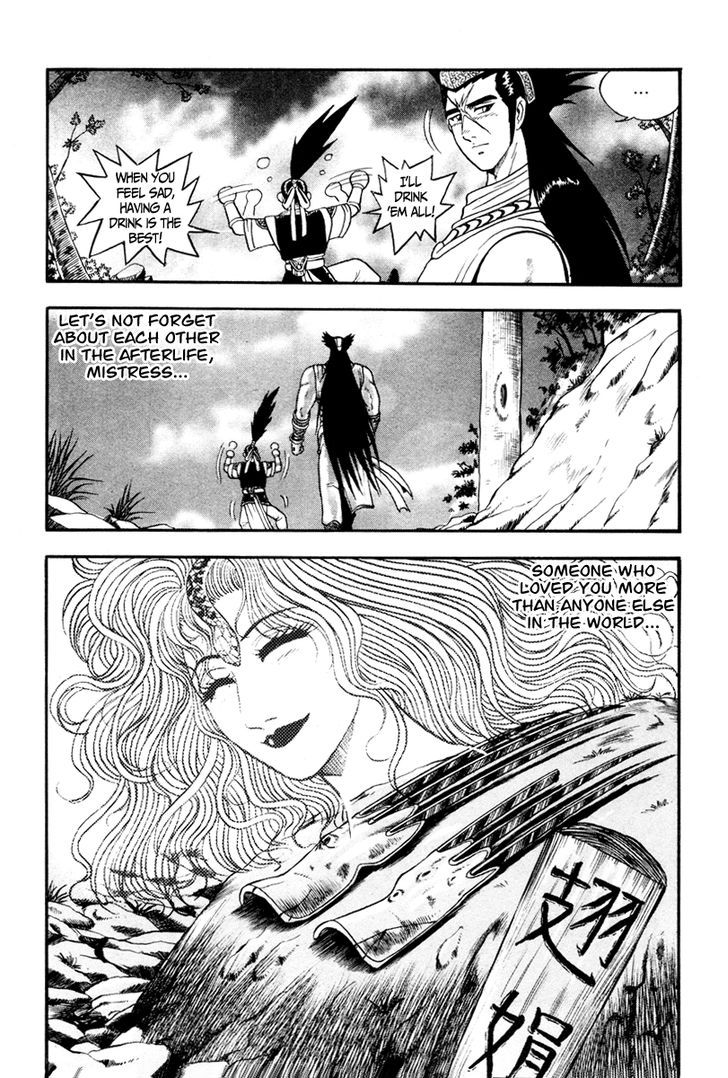 ...
WHEN YOU
FEEL SAD,
HAVING A
DRINK IS THE
BEST!
I'LL
DRINK
'EM ALL!
LET'S NOT FORGET
ABOUT EACH OTHER
IN THE AFTERLIFE,
MISTRESS...
SOMEONE WHO
LOVED YOU MORE
THAN ANYONE ELSE
IN THE WORLD...
翅
娟